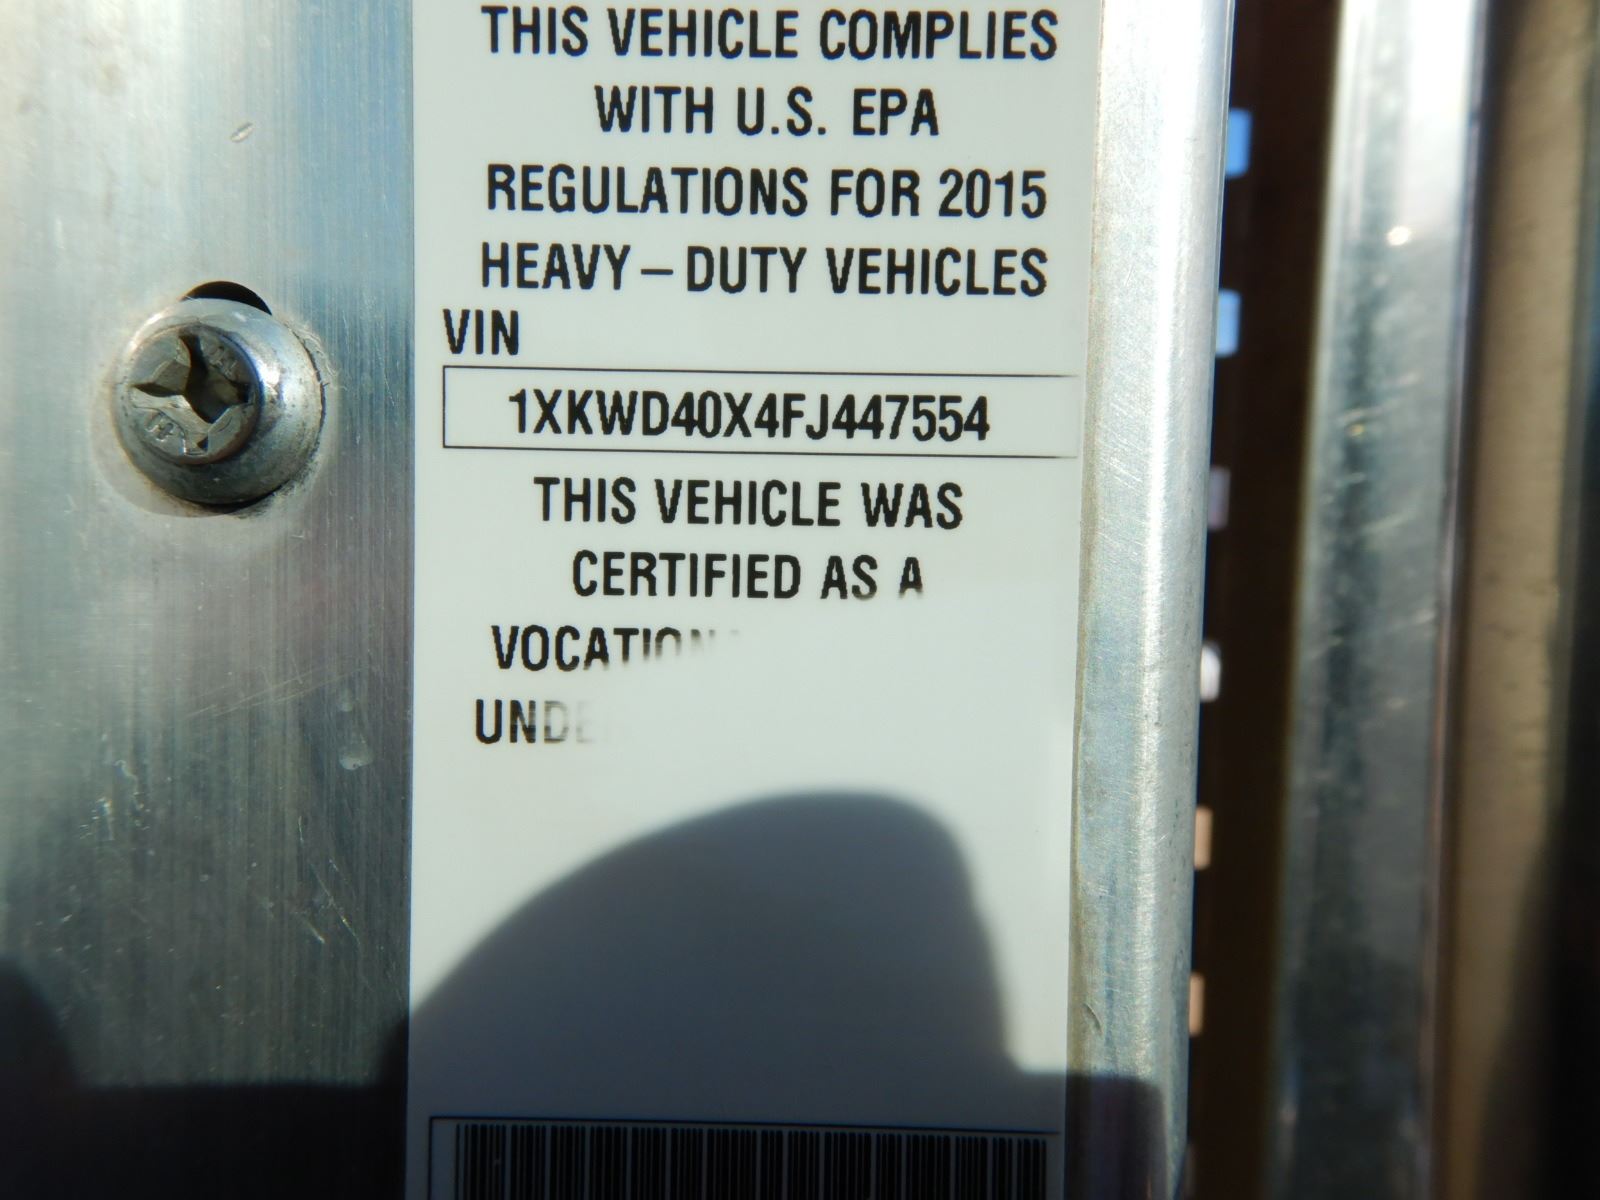 THIS VEHICLE COMPLIES
WITH U.S. EPA
REGULATIONS FOR 2015
HEAVY – DUTY VEHICLES
VIN
1XKWD40X4FJ447554
THIS VEHICLE WAS
CERTIFIED AS A